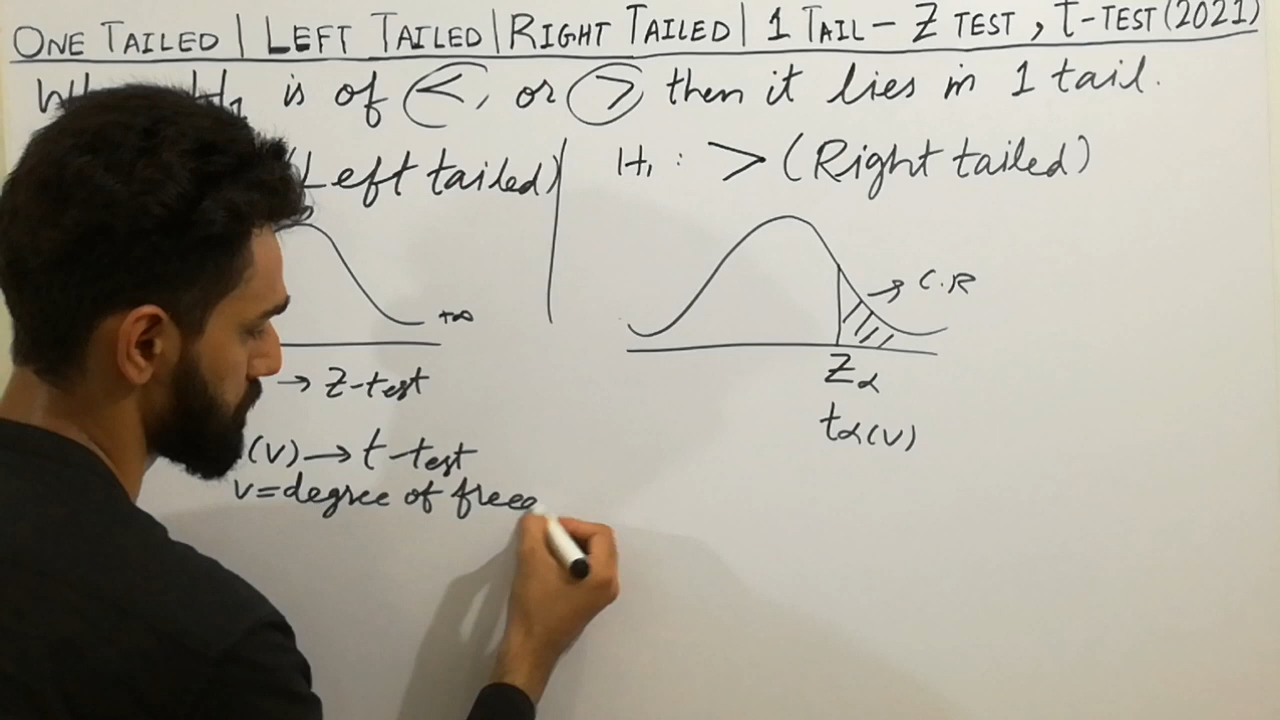 ONE TAILED | LEFT TAILED | RIGHT TAILED | 1 TAIL - Z TEST, t-TEST (2021)
H₁ is of <, or > then it lies in 1 tail.
(Left tailed)
+∞
→ Z-test
(v) → t-test
v=degree of free
H₁ : > (Right tailed)
→ C.R
Zα
tα(v)